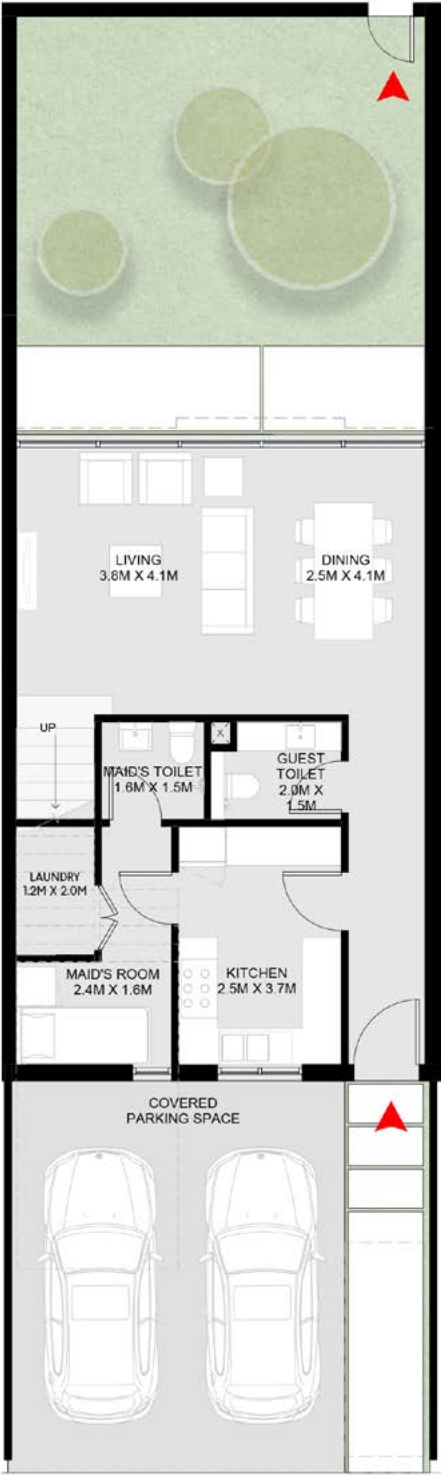 LIVING
3.8M X 4.1M
DINING
2.5M X 4.1M
UP
X
MAID'S TOILET
1.6M X 1.5M
GUEST
TOILET
2.0M X
1.5M
LAUNDRY
1.2M X 2.0M
MAID'S ROOM
2.4M X 1.6M
KITCHEN
2.5M X 3.7M
COVERED
PARKING SPACE